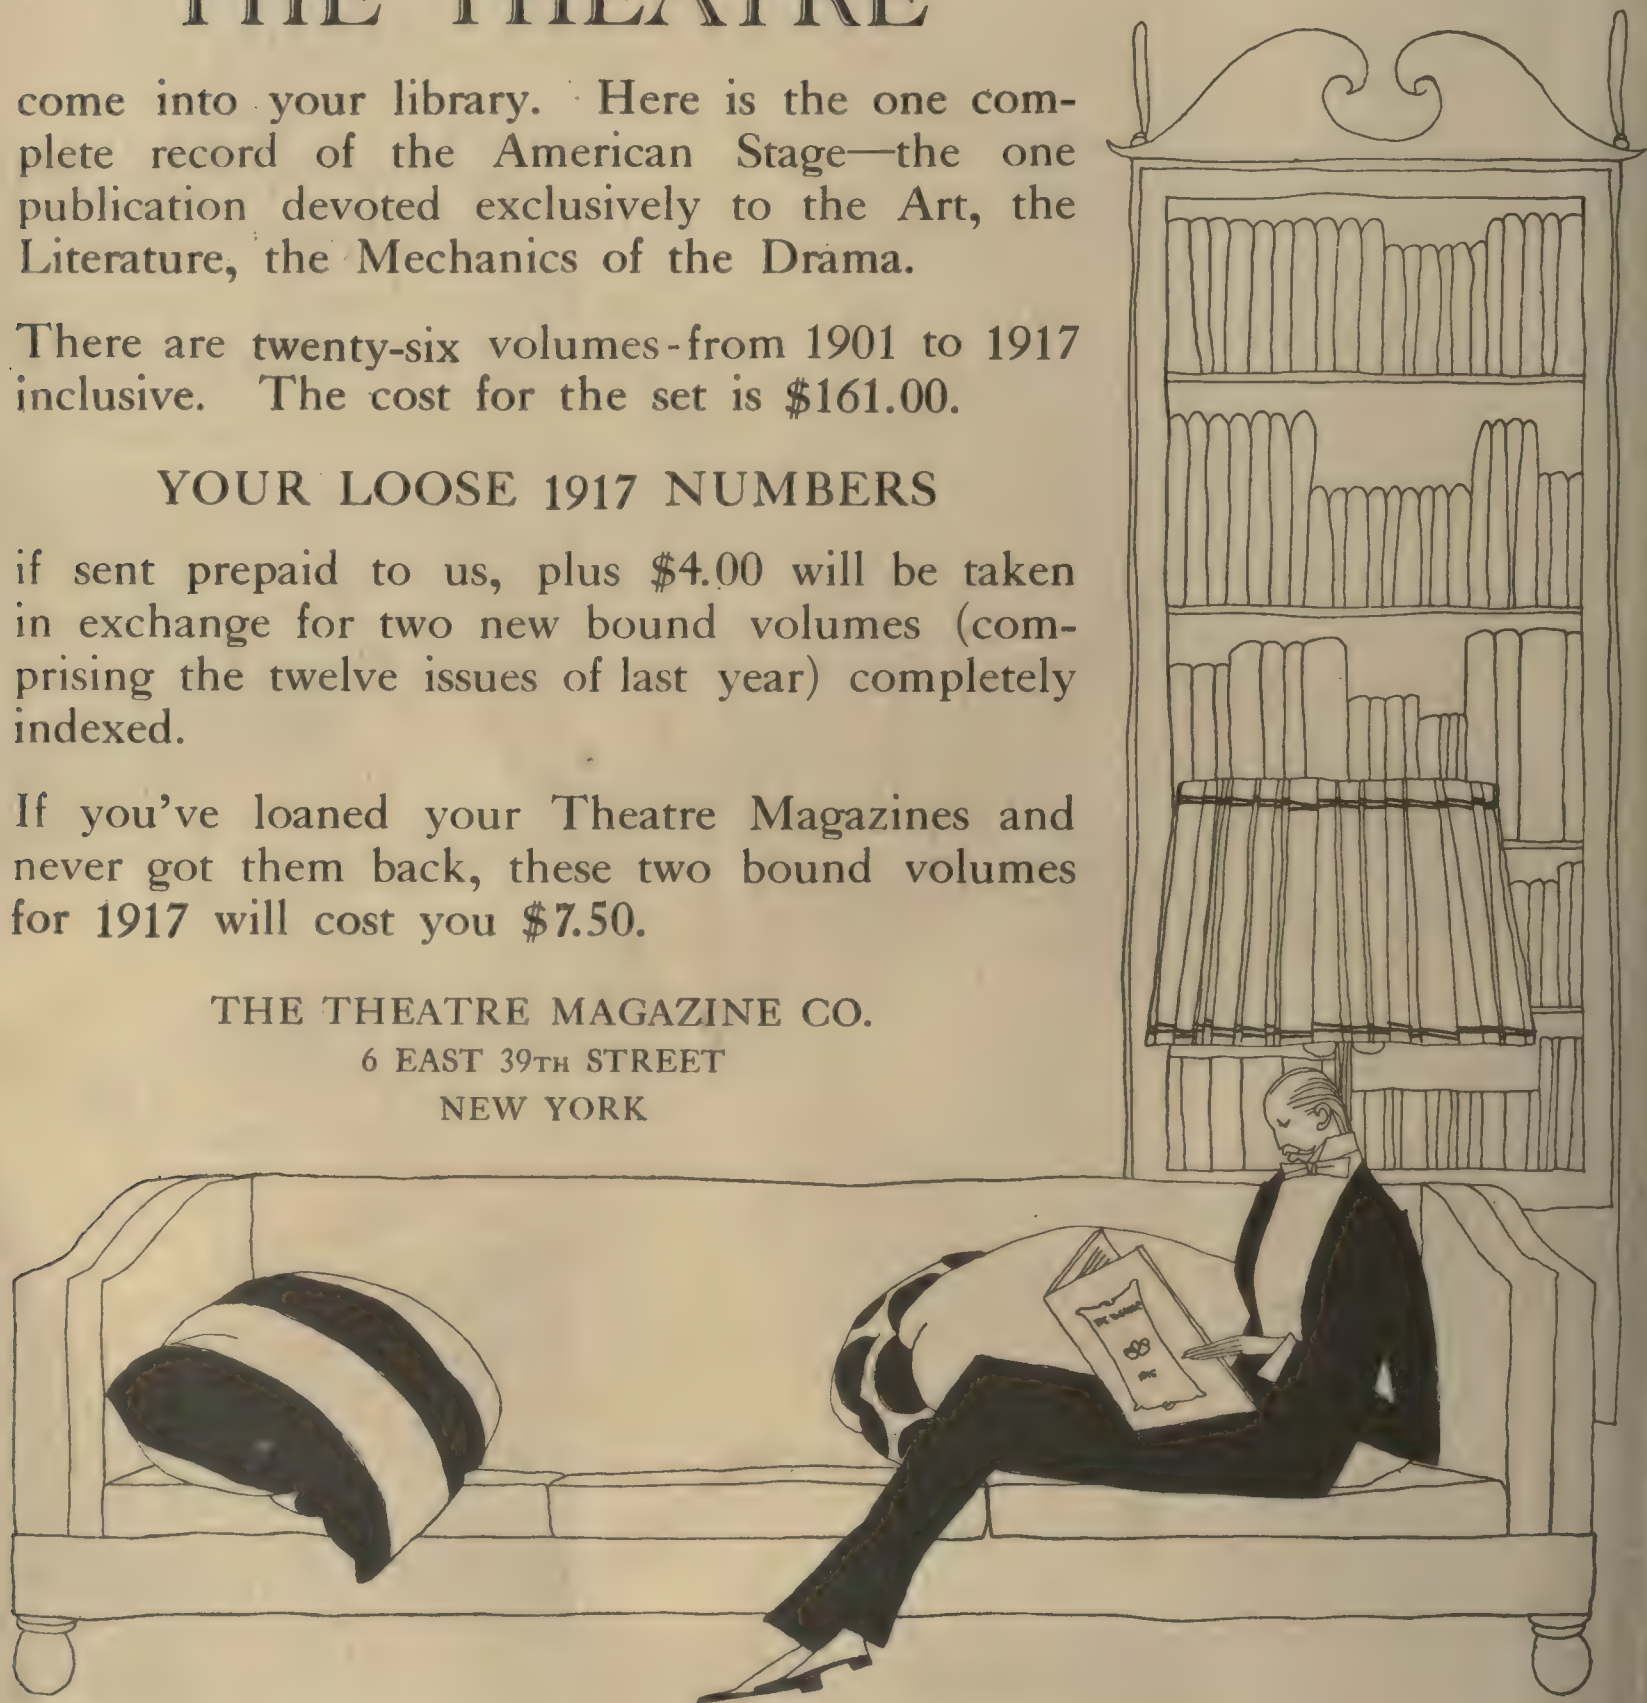 THE THEATRE
come into your library. Here is the one com-
plete record of the American Stage—the one
publication devoted exclusively to the Art, the
Literature, the Mechanics of the Drama.
There are twenty-six volumes-from 1901 to 1917
inclusive. The cost for the set is $161.00.
YOUR LOOSE 1917 NUMBERS
if sent prepaid to us, plus $4.00 will be taken
in exchange for two new bound volumes (com-
prising the twelve issues of last year) completely
indexed.
If you've loaned your Theatre Magazines and
never got them back, these two bound volumes
for 1917 will cost you $7.50.
THE THEATRE MAGAZINE CO.
6 EAST 39TH STREET
NEW YORK